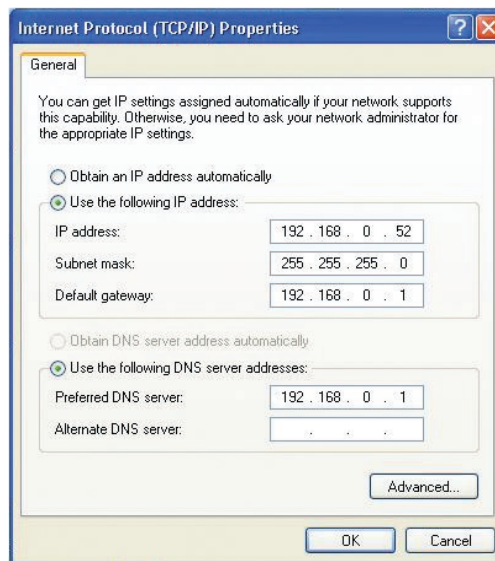 Internet Protocol (TCP/IP) Properties
General
You can get IP settings assigned automatically if your network supports
this capability. Otherwise, you need to ask your network administrator for
the appropriate IP settings.
Obtain an IP address automatically
Use the following IP address:
IP address: 192 . 168 . 0 . 52
Subnet mask: 255 . 255 . 255 . 0
Default gateway: 192 . 168 . 0 . 1
Obtain DNS server address automatically
Use the following DNS server addresses:
Preferred DNS server: 192 . 168 . 0 . 1
Alternate DNS server: . . .
Advanced...
OK Cancel